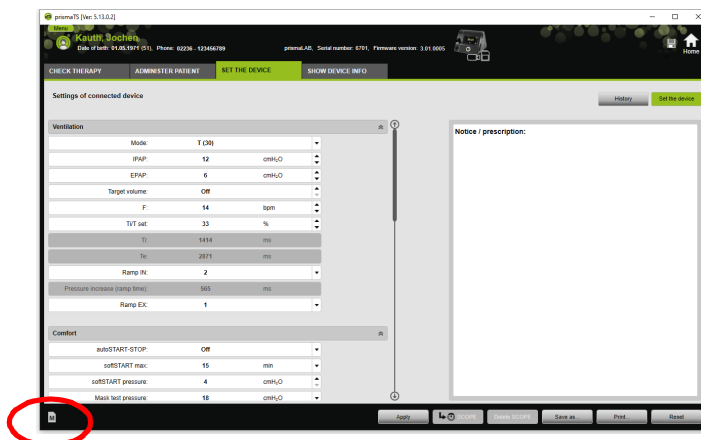 prismaTS [Ver: 5.13.0.2]
Menu
Kauth, Jochen
Date of birth: 01.05.1971 (51), Phone: 02236 - 123456789 prismaLAB, Serial number: 6701, Firmware version: 3.01.0005
Home
CHECK THERAPY ADMINISTER PATIENT SET THE DEVICE SHOW DEVICE INFO
Settings of connected device
History Set the device
Ventilation
Notice / prescription:
Mode: T (30)
IPAP: 12 cmH₂O
EPAP: 6 cmH₂O
Target volume: Off
F: 14 bpm
Ti/T set: 33 %
Ti: 1414 ms
Te: 2871 ms
Ramp IN: 2
Pressure increase (ramp time): 565 ms
Ramp EX: 1
Comfort
autoSTART-STOP: Off
softSTART max: 15 min
softSTART pressure: 4 cmH₂O
Mask test pressure: 18 cmH₂O
M Apply SCOPE Delete SCOPE Save as... Print... Reset